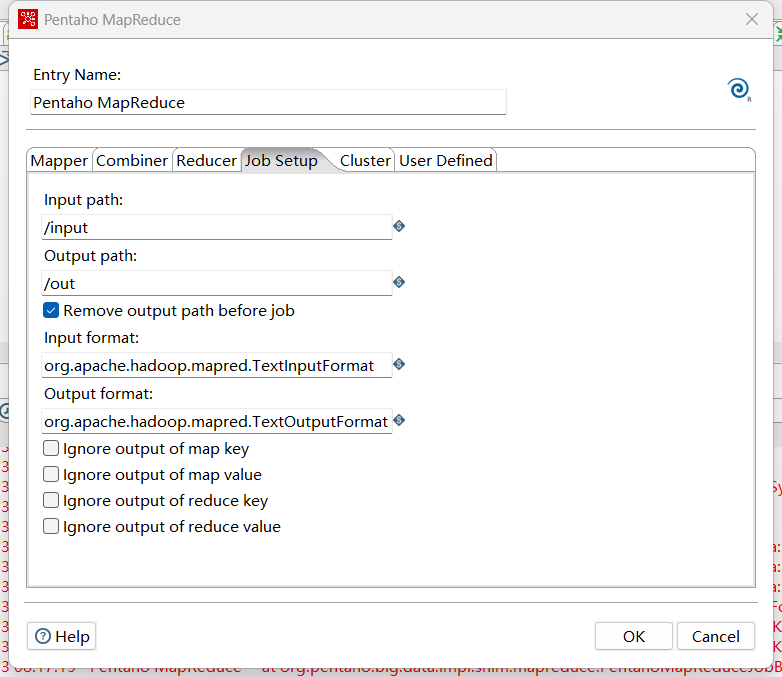 Pentaho MapReduce
Entry Name:
Pentaho MapReduce
Mapper Combiner Reducer Job Setup Cluster User Defined
Input path:
/input
Output path:
/out
Remove output path before job
Input format:
org.apache.hadoop.mapred.TextInputFormat
Output format:
org.apache.hadoop.mapred.TextOutputFormat
Ignore output of map key
Ignore output of map value
Ignore output of reduce key
Ignore output of reduce value
Help OK Cancel